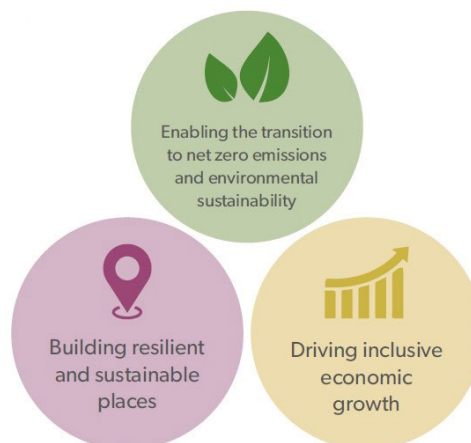 Enabling the transition
to net zero emissions
and environmental
sustainability
Building resilient
and sustainable
places
Driving inclusive
economic
growth